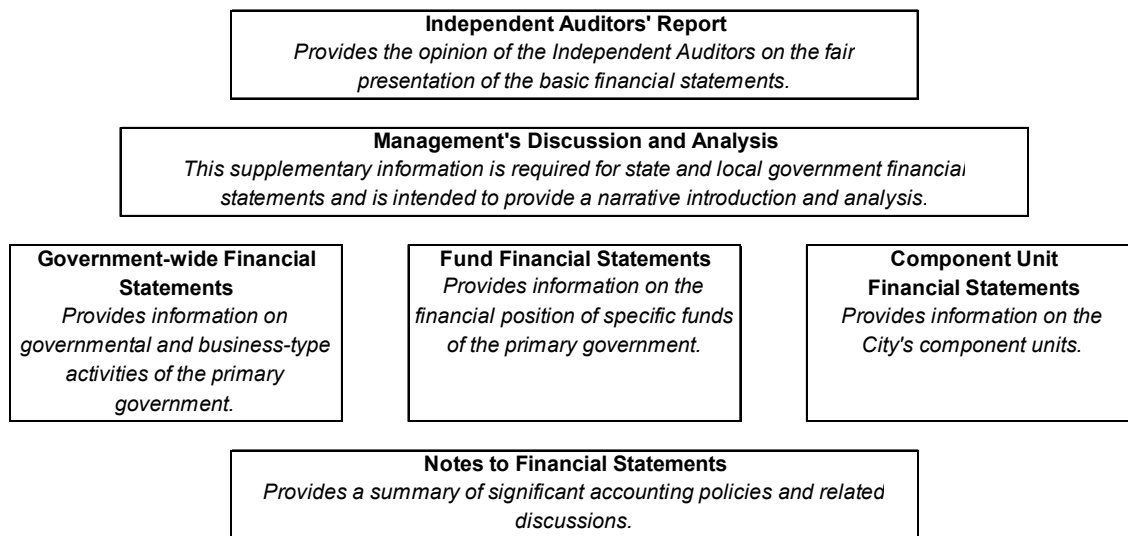 Independent Auditors' Report
Provides the opinion of the Independent Auditors on the fair
presentation of the basic financial statements.
Management's Discussion and Analysis
This supplementary information is required for state and local government financial
statements and is intended to provide a narrative introduction and analysis.
Government-wide Financial
Statements
Provides information on
governmental and business-type
activities of the primary
government.
Fund Financial Statements
Provides information on the
financial position of specific funds
of the primary government.
Component Unit
Financial Statements
Provides information on the
City's component units.
Notes to Financial Statements
Provides a summary of significant accounting policies and related
discussions.